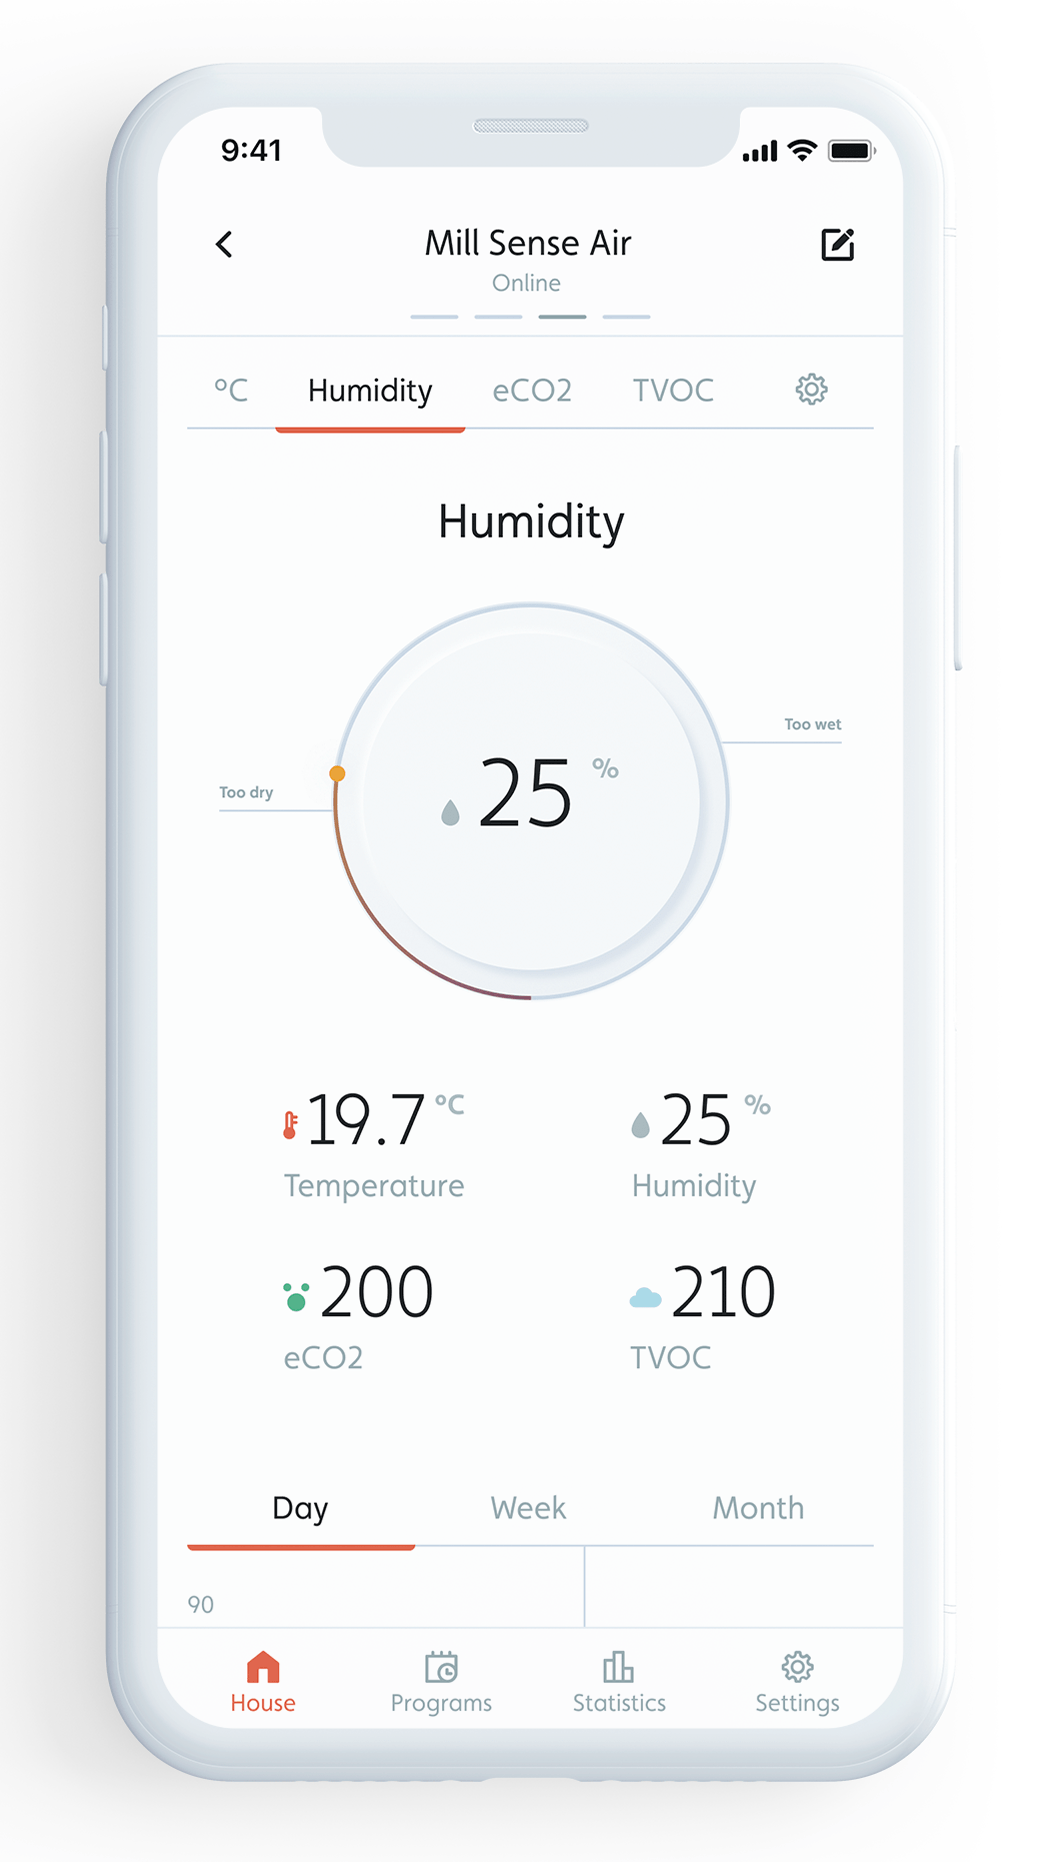 9:41
Mill Sense Air
Online
°C Humidity eCO2 TVOC
Humidity
Too wet
25 %
Too dry
19.7 °C 25 %
Temperature Humidity
200 210
eCO2 TVOC
Day Week Month
90
House Programs Statistics Settings